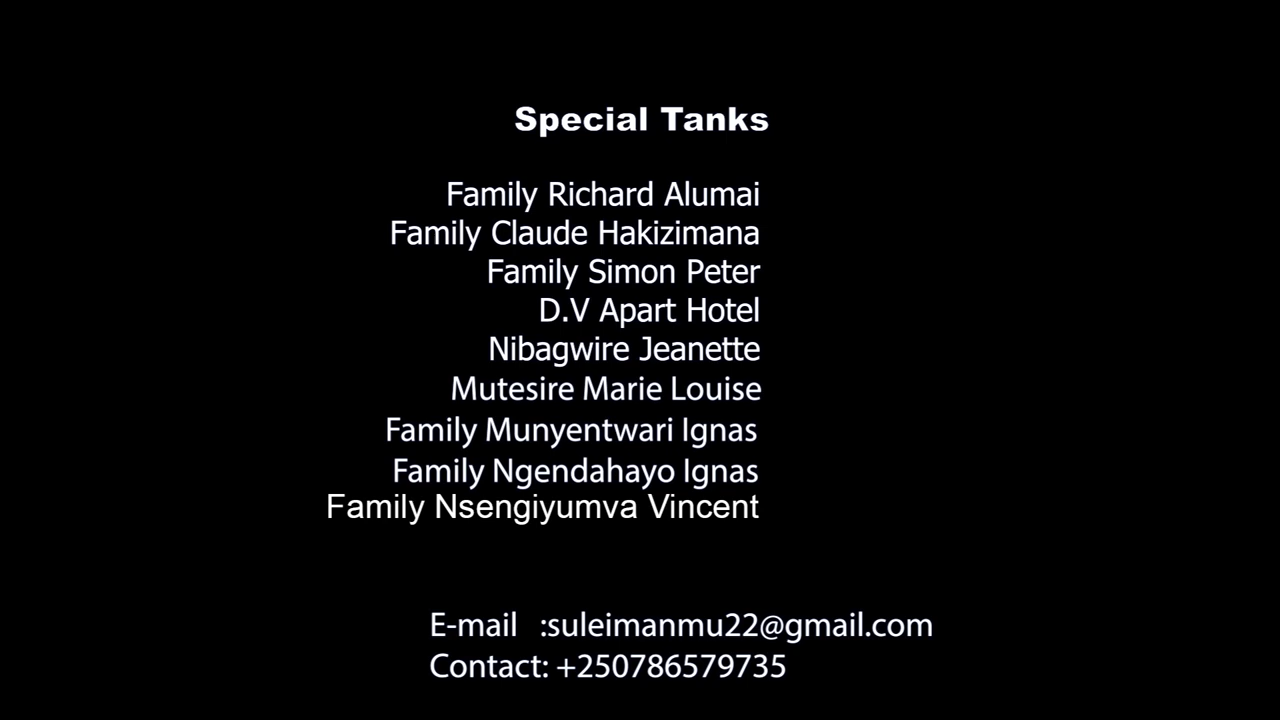 Special Tanks
Family Richard Alumai
Family Claude Hakizimana
Family Simon Peter
D.V Apart Hotel
Nibagwire Jeanette
Mutesire Marie Louise
Family Munyentwari Ignas
Family Ngendahayo Ignas
Family Nsengiyumva Vincent
E-mail :suleimanmu22@gmail.com
Contact: +250786579735